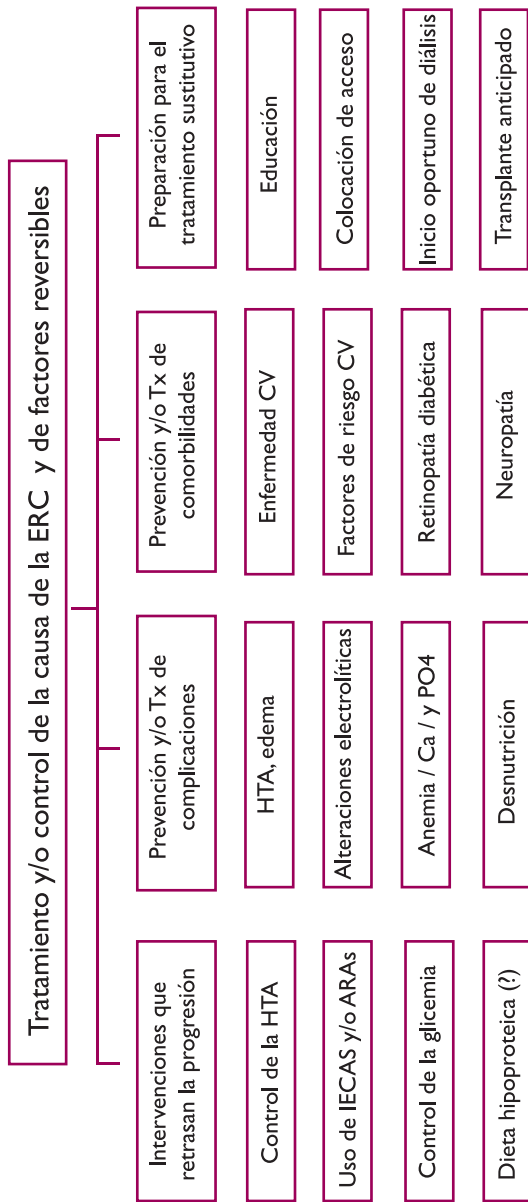 Tratamiento y/o control de la causa de la ERC y de factores reversibles
Intervenciones que
retrasan la progresión
Control de la HTA
Uso de IECAS y/o ARAs
Control de la glicemia
Dieta hipoproteica (?)
Prevención y/o Tx de
complicaciones
HTA, edema
Alteraciones electrolíticas
Anemia / Ca / y PO4
Desnutrición
Prevención y/o Tx de
comorbilidades
Enfermedad CV
Factores de riesgo CV
Retinopatía diabética
Neuropatía
Preparación para el
tratamiento sustitutivo
Educación
Colocación de acceso
Inicio oportuno de diálisis
Transplante anticipado